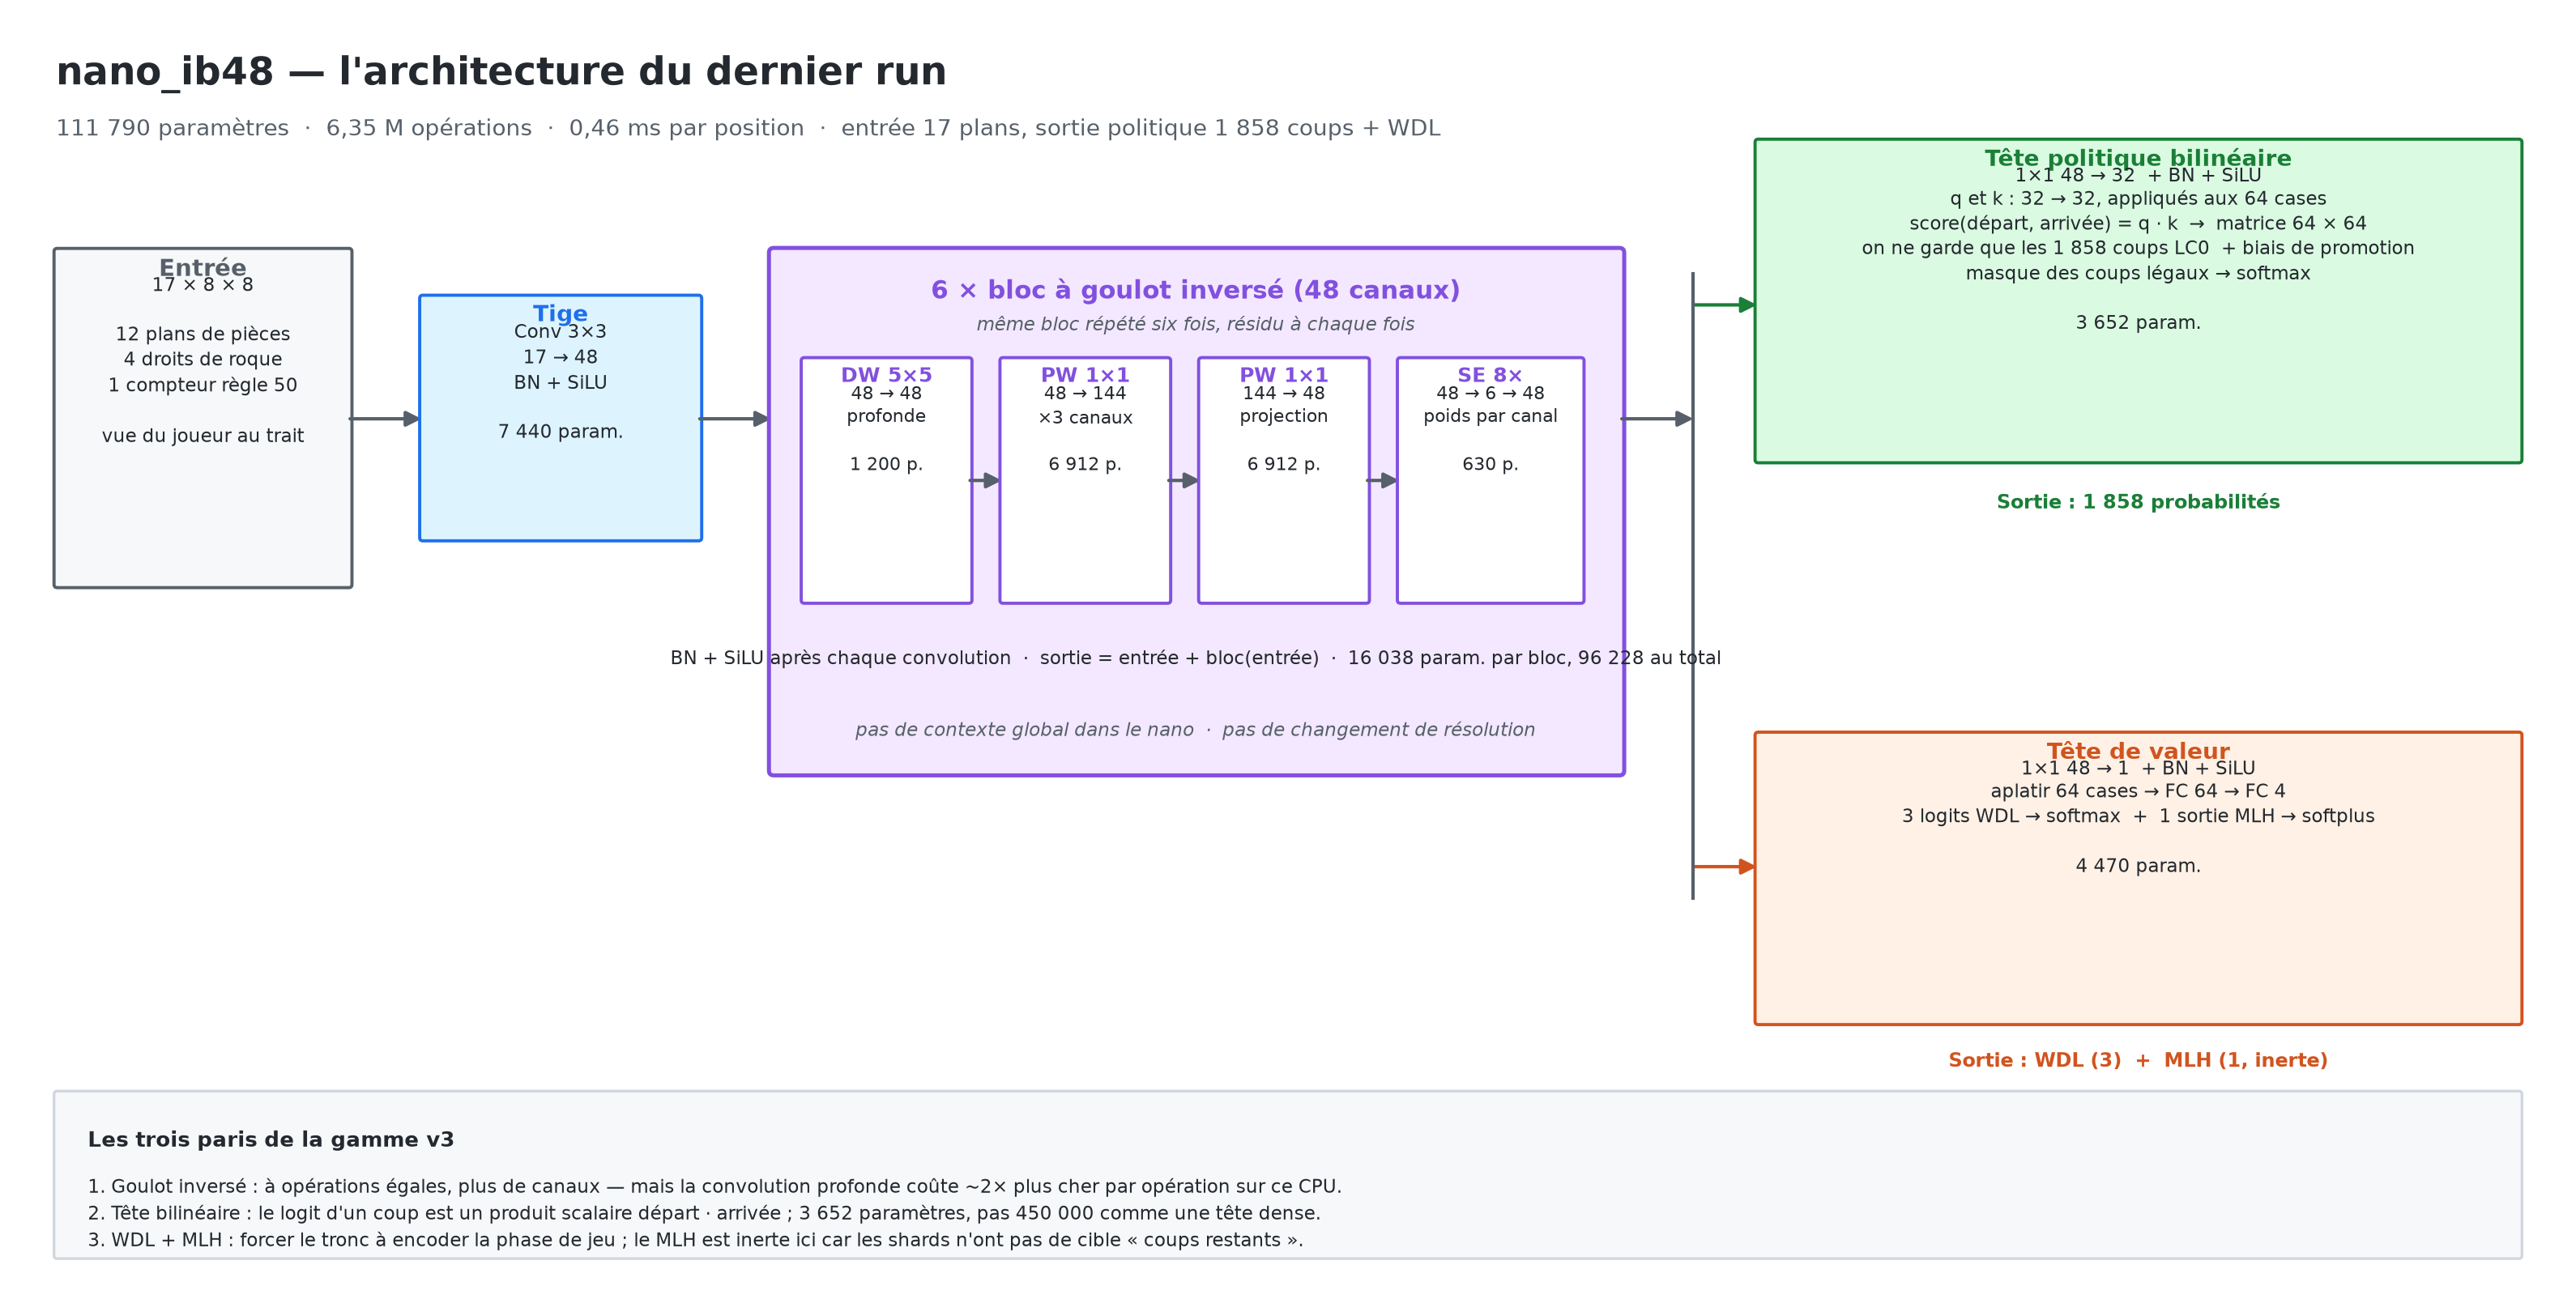 nano_ib48 — l'architecture du dernier run
111 790 paramètres · 6,35 M opérations · 0,46 ms par position · entrée 17 plans, sortie politique 1 858 coups + WDL
Entrée
17 × 8 × 8
12 plans de pièces
4 droits de roque
1 compteur règle 50
vue du joueur au trait
Tige
Conv 3×3
17 → 48
BN + SiLU
7 440 param.
6 × bloc à goulot inversé (48 canaux)
même bloc répété six fois, résidu à chaque fois
DW 5×5
48 → 48
profonde
1 200 p.
PW 1×1
48 → 144
×3 canaux
6 912 p.
PW 1×1
144 → 48
projection
6 912 p.
SE 8×
48 → 6 → 48
poids par canal
630 p.
BN + SiLU après chaque convolution · sortie = entrée + bloc(entrée) · 16 038 param. par bloc, 96 228 au total
pas de contexte global dans le nano · pas de changement de résolution
Tête politique bilinéaire
1×1 48 → 32 + BN + SiLU
q et k : 32 → 32, appliqués aux 64 cases
score(départ, arrivée) = q · k → matrice 64 × 64
on ne garde que les 1 858 coups LC0 + biais de promotion
masque des coups légaux → softmax
3 652 param.
Sortie : 1 858 probabilités
Tête de valeur
1×1 48 → 1 + BN + SiLU
aplatir 64 cases → FC 64 → FC 4
3 logits WDL → softmax + 1 sortie MLH → softplus
4 470 param.
Sortie : WDL (3) + MLH (1, inerte)
Les trois paris de la gamme v3
1. Goulot inversé : à opérations égales, plus de canaux — mais la convolution profonde coûte ~2× plus cher par opération sur ce CPU.
2. Tête bilinéaire : le logit d'un coup est un produit scalaire départ · arrivée ; 3 652 paramètres, pas 450 000 comme une tête dense.
3. WDL + MLH : forcer le tronc à encoder la phase de jeu ; le MLH est inerte ici car les shards n'ont pas de cible « coups restants ».